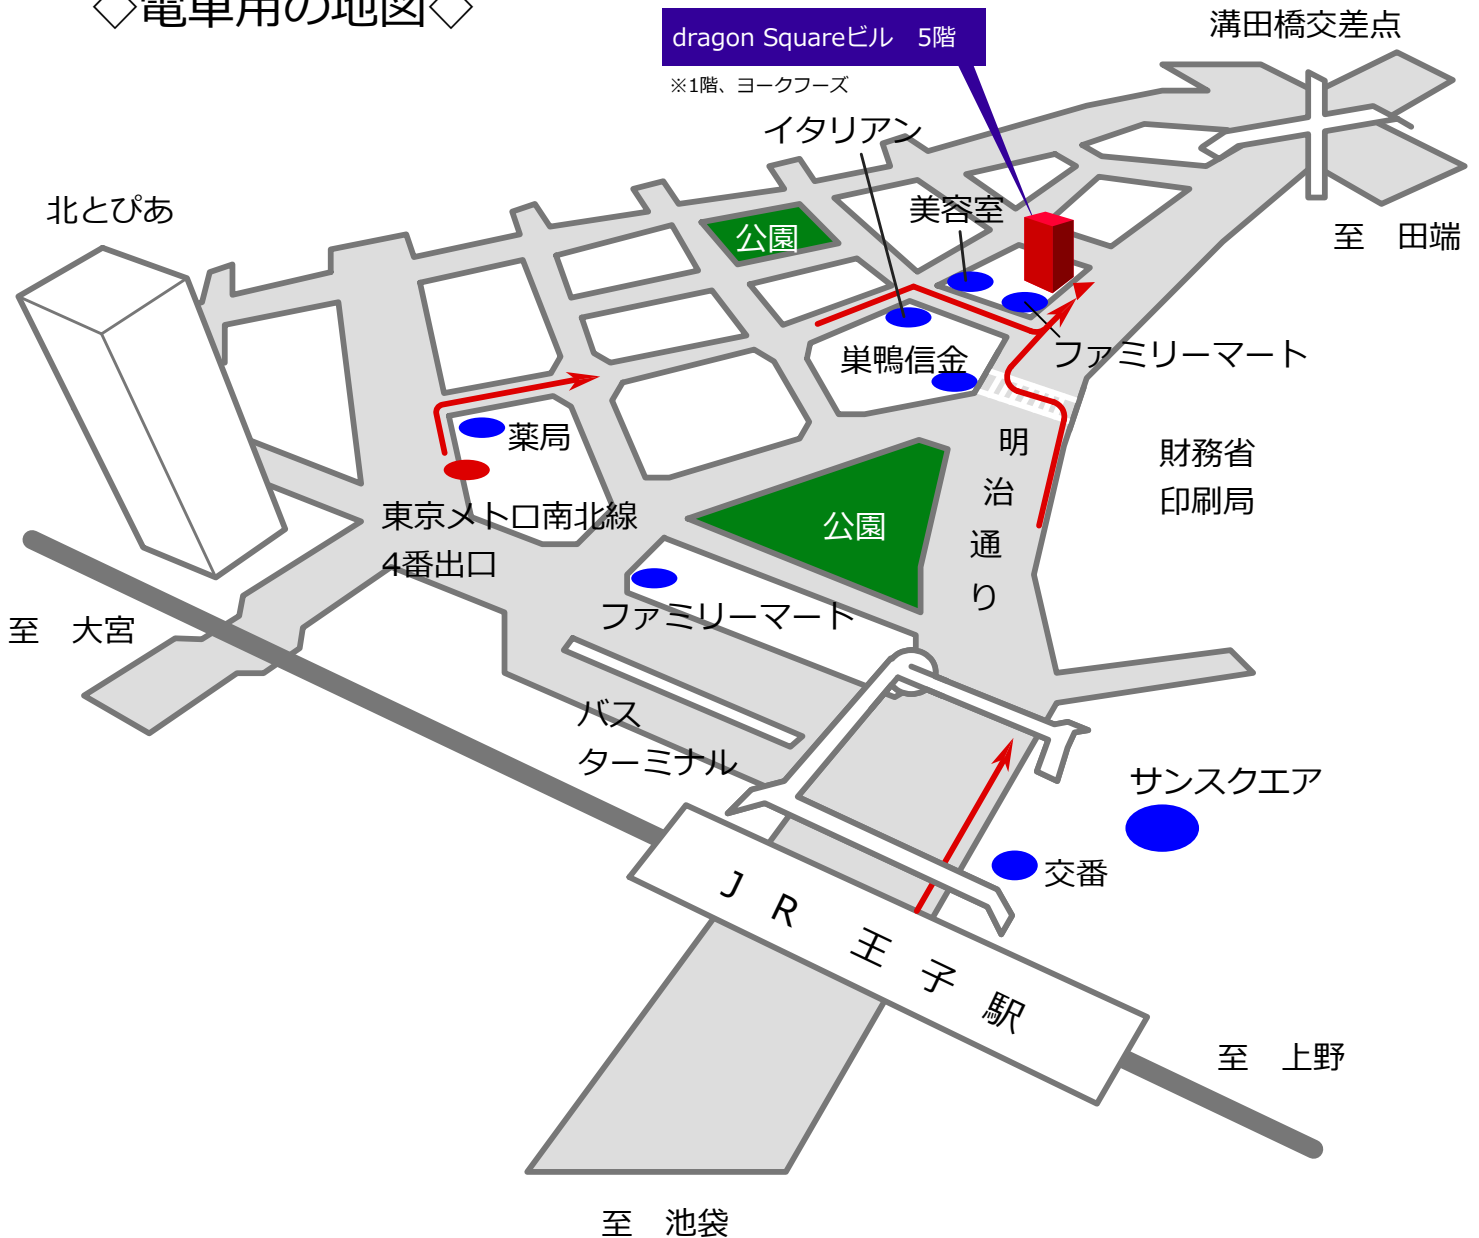 ◇電車用の地図◇
溝田橋交差点
dragon Squareビル　5階
※1階、ヨークフーズ
イタリアン
北とぴあ
美容室
公園
至　田端
ファミリーマート
巣鴨信金
薬局
明治通り
財務省
印刷局
東京メトロ南北線
4番出口
公園
ファミリーマート
至　大宮
バス
ターミナル
サンスクエア
交番
ＪＲ　王子駅
至　上野
至　池袋